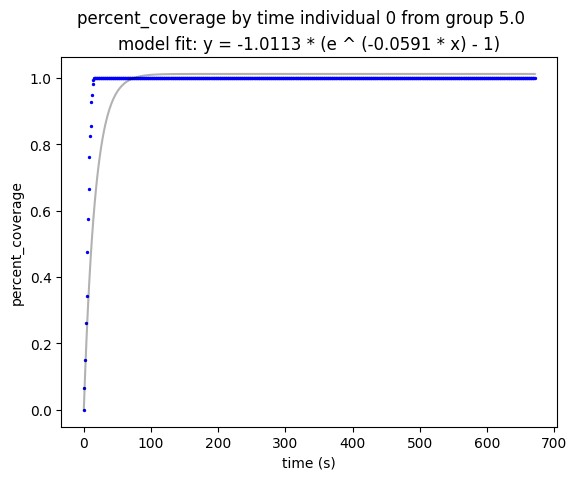 percent_coverage by time individual 0 from group 5.0
model fit: y = -1.0113 * (e ^ (-0.0591 * x) - 1)
percent_coverage
1.0
0.8
0.6
0.4
0.2
0.0
0 100 200 300 400 500 600 700
time (s)